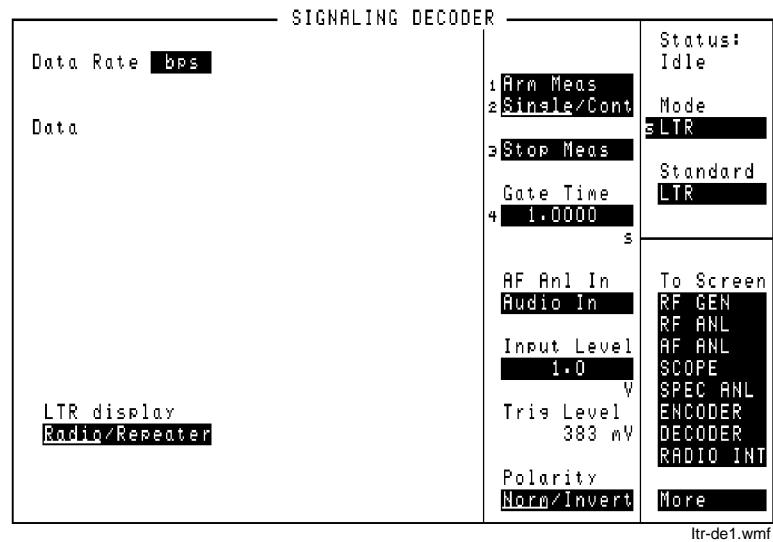 SIGNALING DECODER
Data Rate bps
Data
LTR display
Radio/Repeater
1 Arm Meas
2 Single/Cont
3 Stop Meas
Gate Time
4 1.0000
s
AF Anl In
Audio In
Input Level
1.0
V
Trig Level
383 mV
Polarity
Norm/Invert
Status:
Idle
Mode
5 LTR
Standard
LTR
To Screen
RF GEN
RF ANL
AF ANL
SCOPE
SPEC ANL
ENCODER
DECODER
RADIO INT
More
ltr-de1.wmf